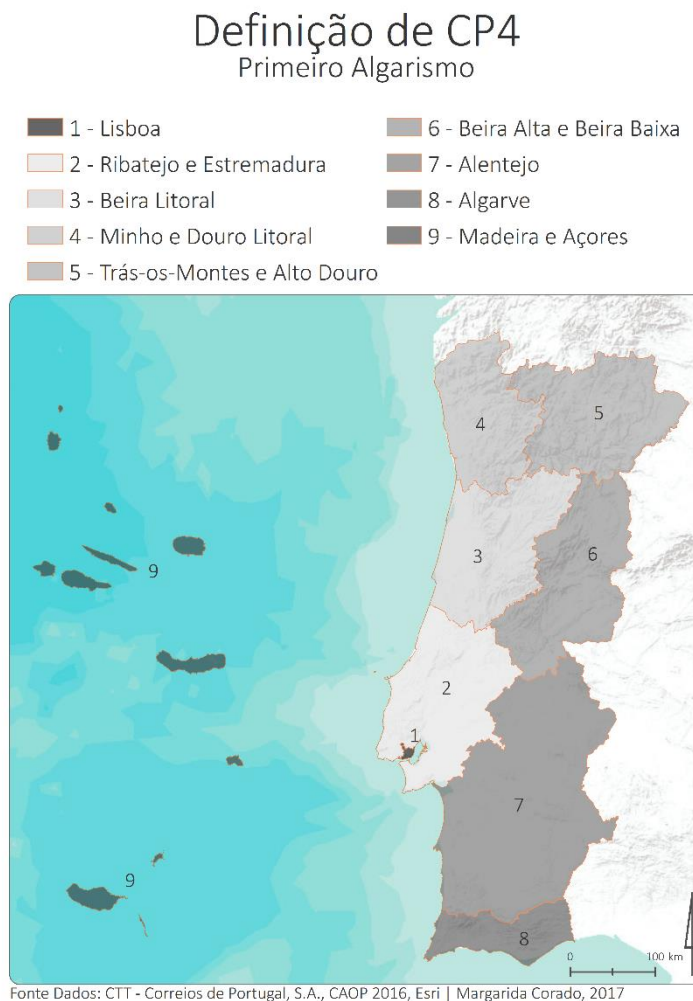 Definição de CP4
Primeiro Algarismo
1 - Lisboa
2 - Ribatejo e Estremadura
3 - Beira Litoral
4 - Minho e Douro Litoral
5 - Trás-os-Montes e Alto Douro
6 - Beira Alta e Beira Baixa
7 - Alentejo
8 - Algarve
9 - Madeira e Açores
4
5
3
6
9
2
1
7
9
8
0 100 km
Fonte Dados: CTT - Correios de Portugal, S.A., CAOP 2016, Esri | Margarida Corado, 2017